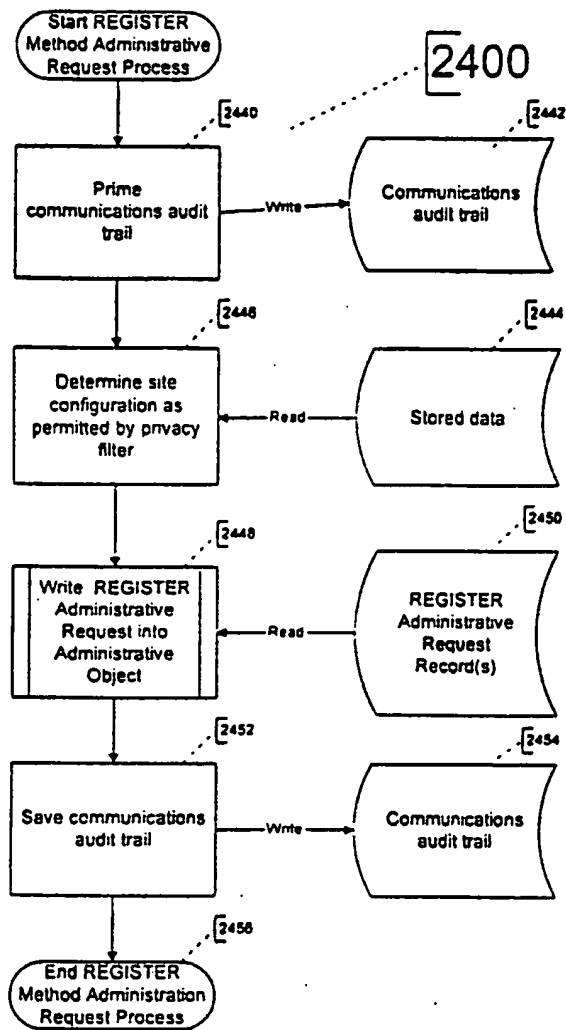 Start REGISTER
Method Administrative
Request Process
2400
2440
2442
Prime
communications audit
trail
Write
Communications
audit trail
2446
2444
Determine site
configuration as
permitted by privacy
filter
Read
Stored data
2448
2450
Write REGISTER
Administrative
Request into
Administrative
Object
Read
REGISTER
Administrative
Request
Record(s)
2452
2454
Save communications
audit trail
Write
Communications
audit trail
2456
End REGISTER
Method Administration
Request Process